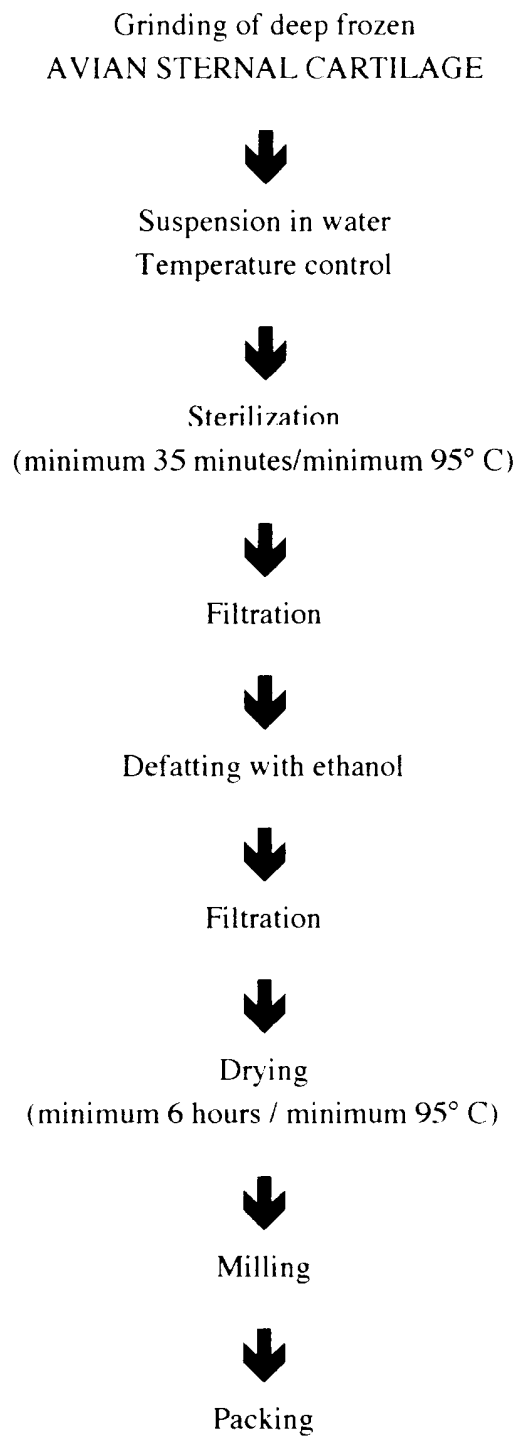 Grinding of deep frozen
AVIAN STERNAL CARTILAGE
Suspension in water
Temperature control
Sterilization
(minimum 35 minutes/minimum 95° C)
Filtration
Defatting with ethanol
Filtration
Drying
(minimum 6 hours / minimum 95° C)
Milling
Packing